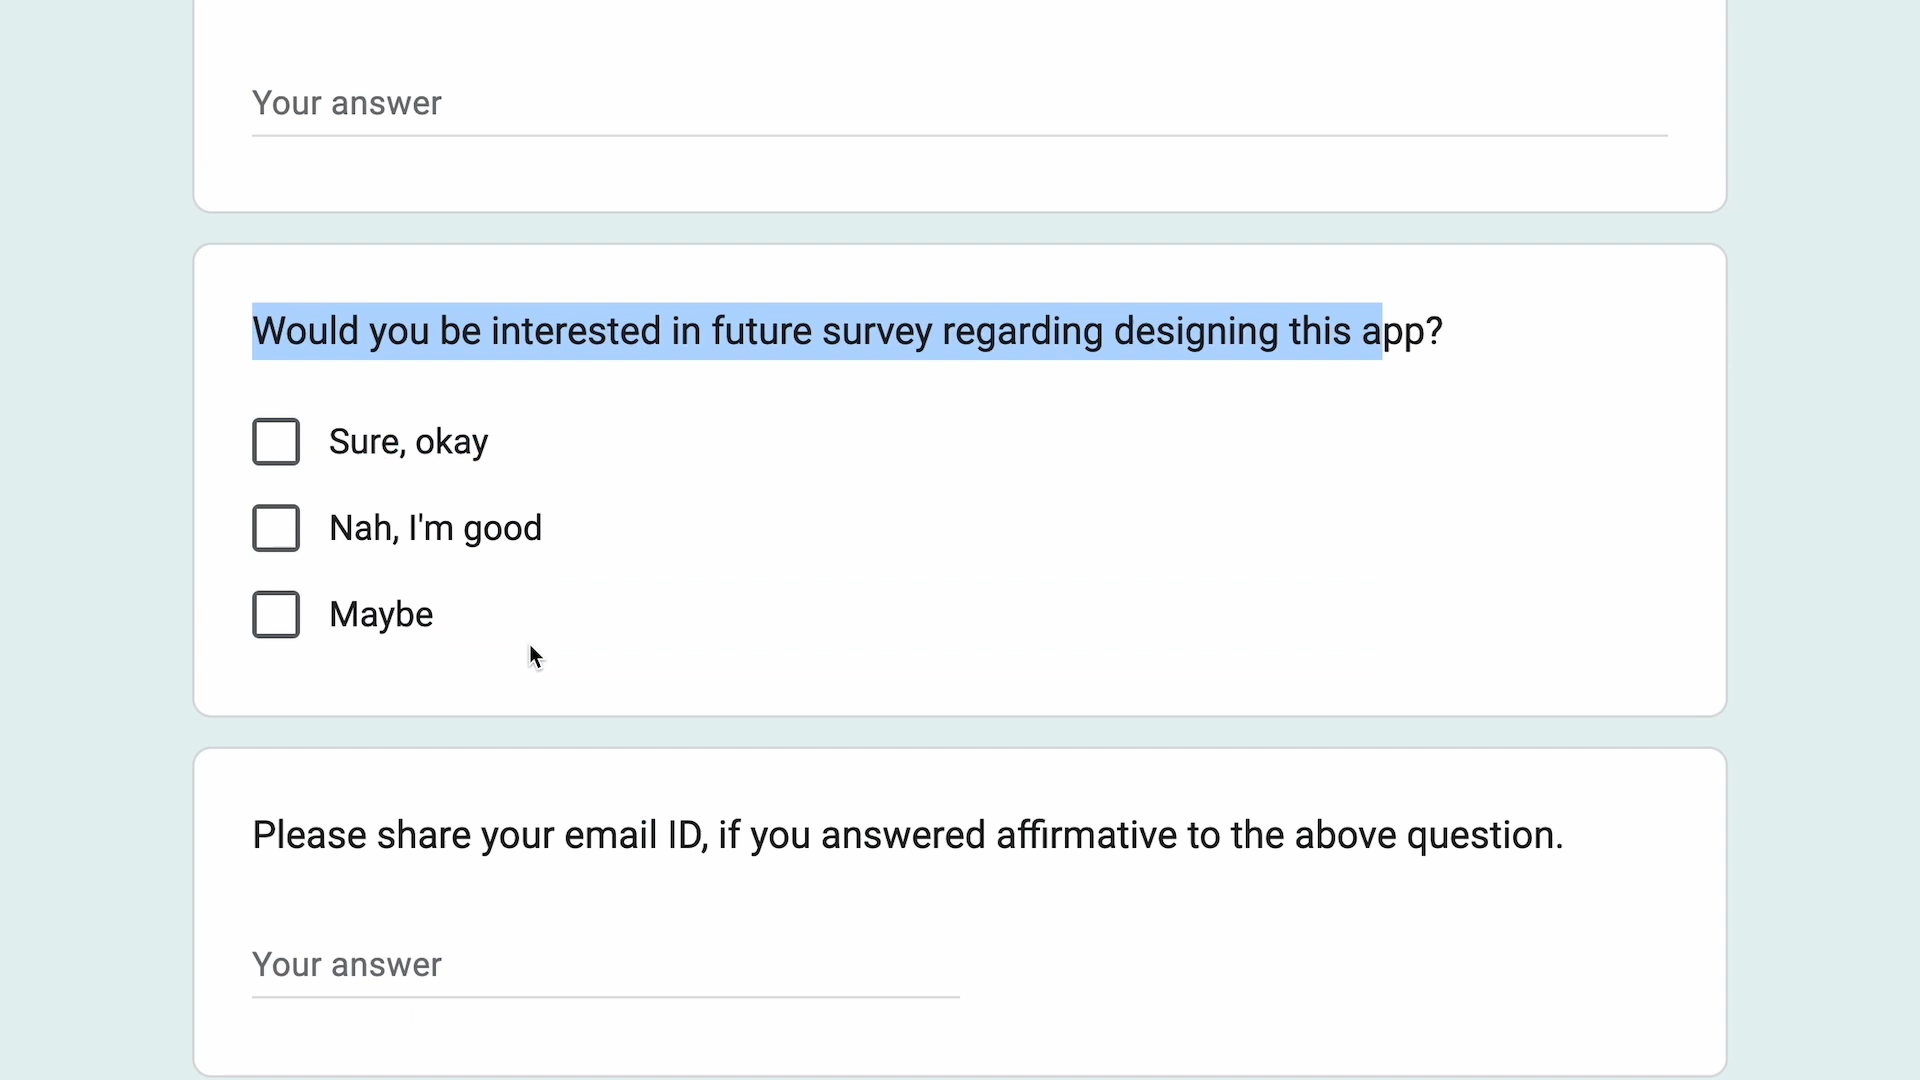 Your answer
Would you be interested in future survey regarding designing this app?
Sure, okay
Nah, I'm good
Maybe
Please share your email ID, if you answered affirmative to the above question.
Your answer